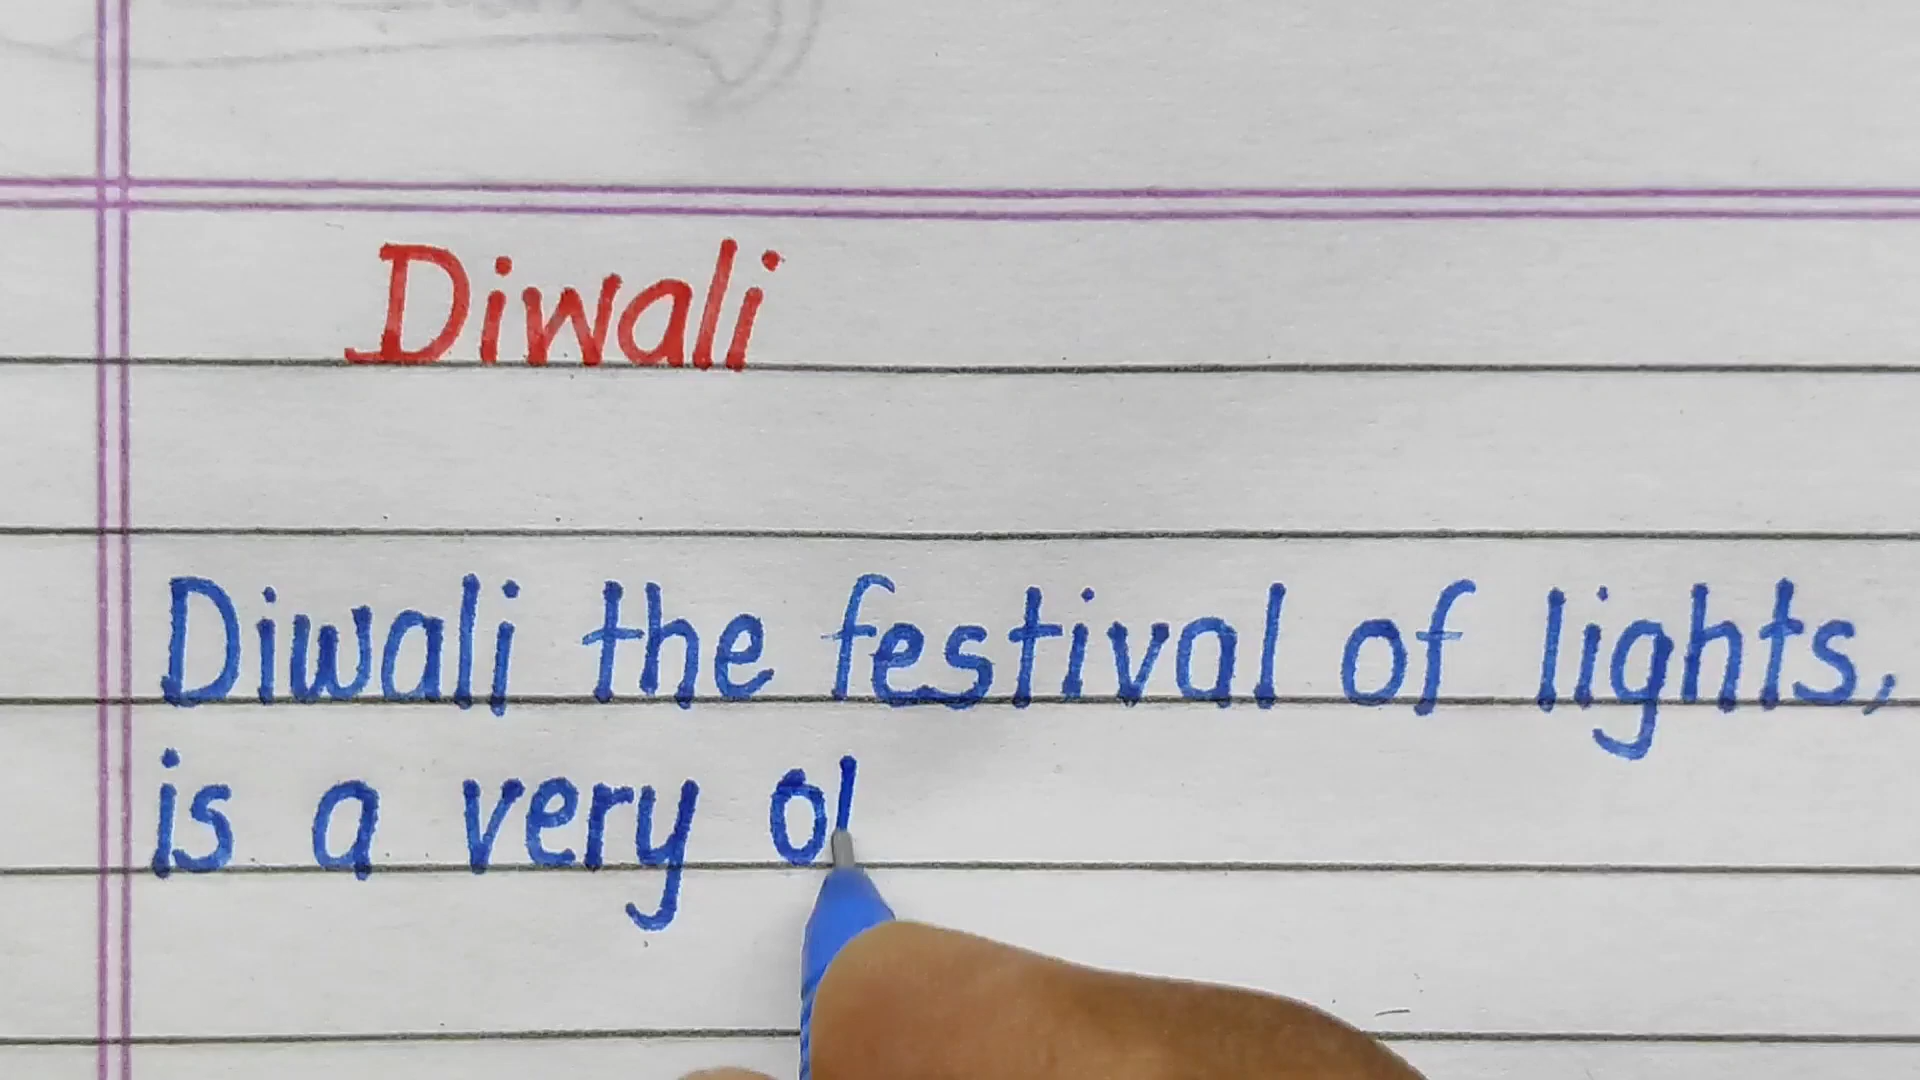 Diwali
Diwali the festival of lights,
is a very ol